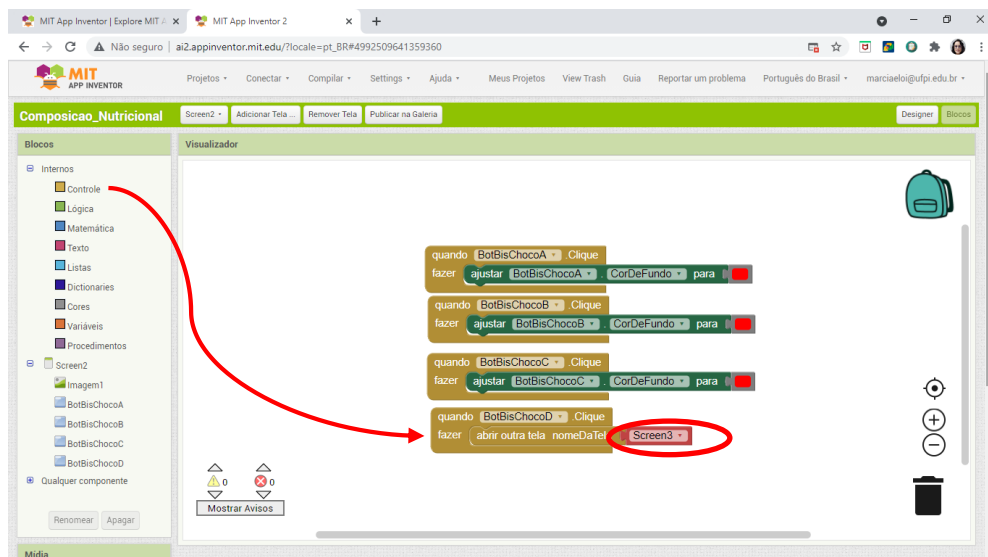 MIT App Inventor | Explore MIT A
MIT App Inventor 2
Não seguro | ai2.appinventor.mit.edu/?locale=pt_BR#4992509641359360
MIT
APP INVENTOR
Projetos Conectar Compilar Settings Ajuda Meus Projetos View Trash Guia Reportar um problema Português do Brasil marciaeloi@ufpi.edu.br
Composicao_Nutricional
Screen2 Adicionar Tela ... Remover Tela Publicar na Galeria Designer Blocos
Blocos
Visualizador
Internos
Controle
Lógica
Matemática
Texto
Listas
Dictionaries
Cores
Variáveis
Procedimentos
Screen2
Imagem1
BotBisChocoA
BotBisChocoB
BotBisChocoC
BotBisChocoD
Qualquer componente
Renomear Apagar
Mídia
quando BotBisChocoA .Clique
fazer ajustar BotBisChocoA . CorDeFundo para
quando BotBisChocoB .Clique
fazer ajustar BotBisChocoB . CorDeFundo para
quando BotBisChocoC .Clique
fazer ajustar BotBisChocoC . CorDeFundo para
quando BotBisChocoD .Clique
fazer abrir outra tela nomeDaTel Screen3
0 0
Mostrar Avisos